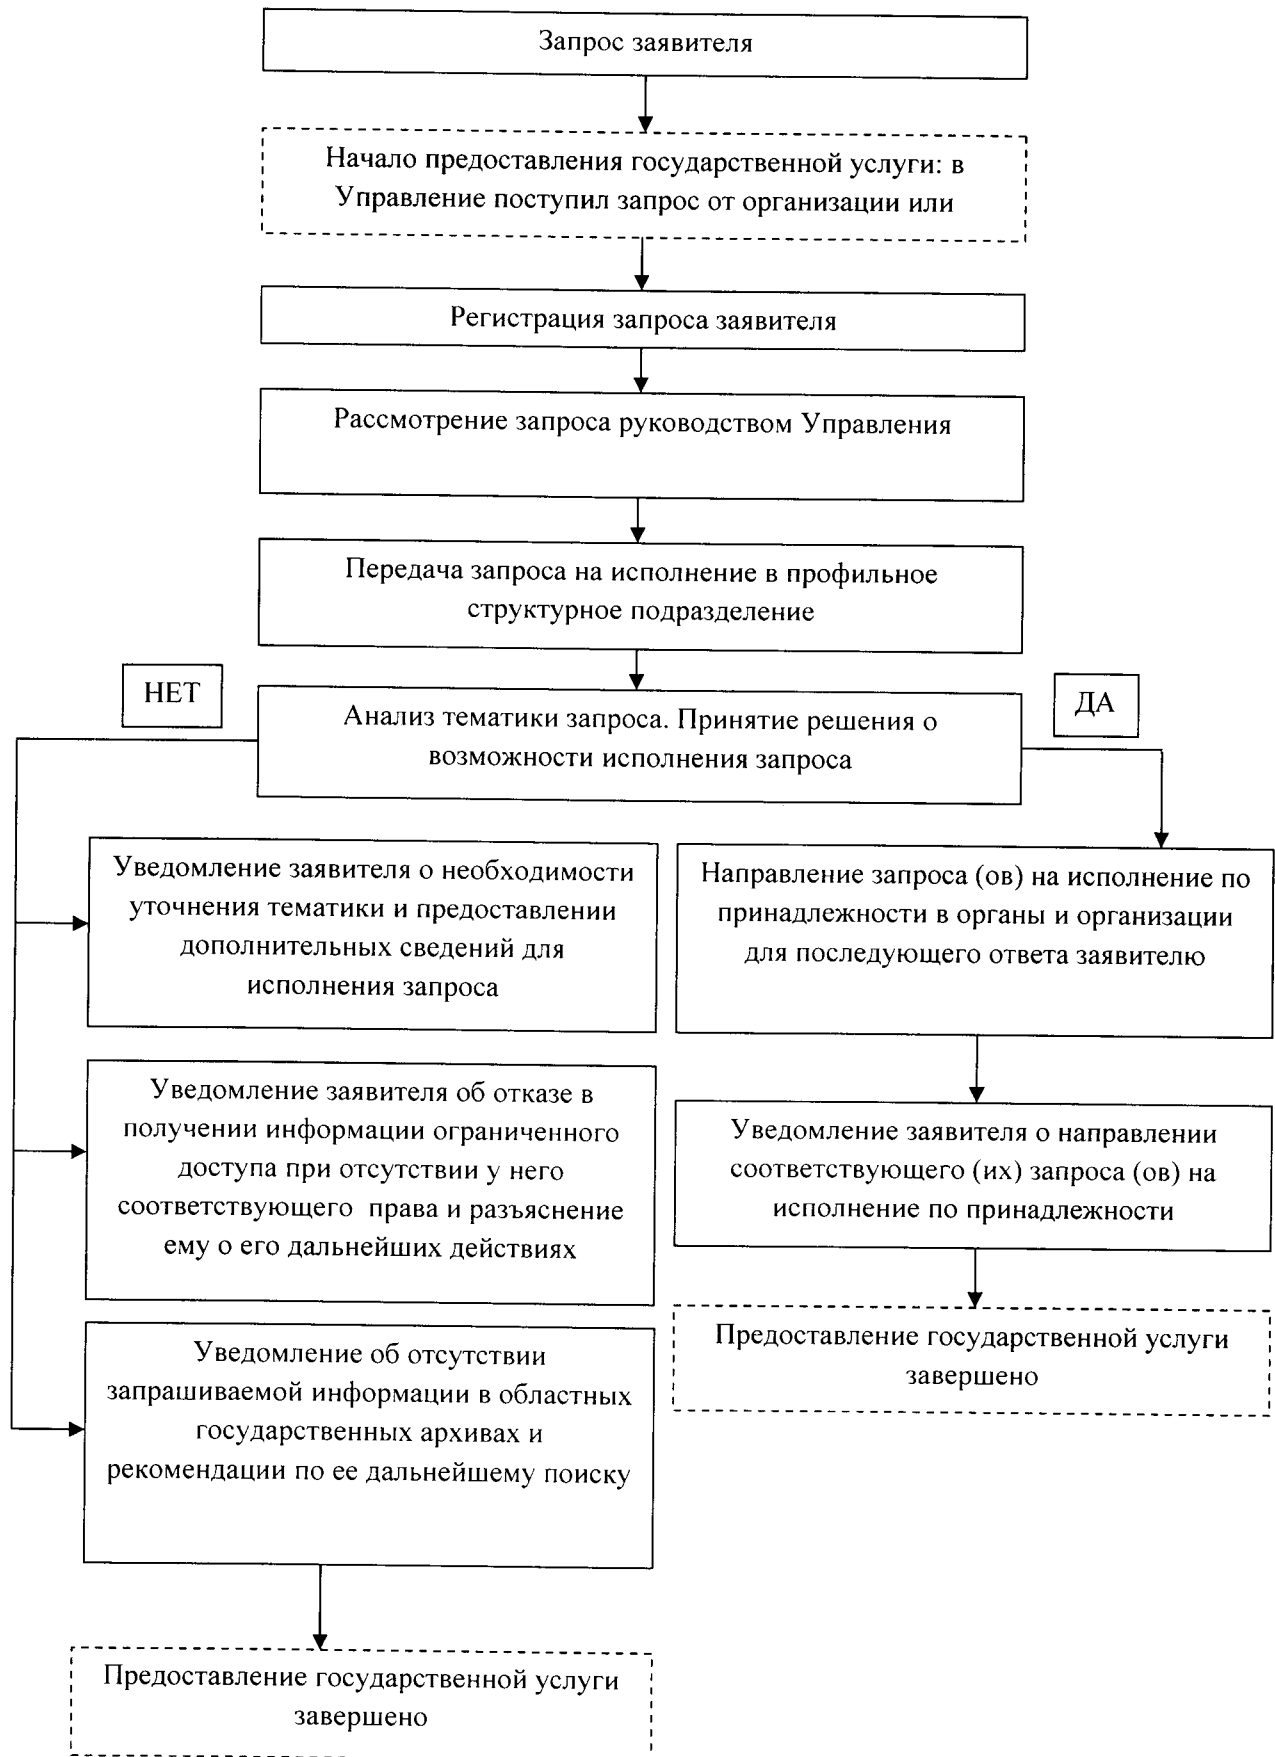 Запрос заявителя
Начало предоставления государственной услуги: в
Управление поступил запрос от организации или
Регистрация запроса заявителя
Рассмотрение запроса руководством Управления
Передача запроса на исполнение в профильное
структурное подразделение
НЕТ
Анализ тематики запроса. Принятие решения о
возможности исполнения запроса
ДА
Уведомление заявителя о необходимости
уточнения тематики и предоставлении
дополнительных сведений для
исполнения запроса
Уведомление заявителя об отказе в
получении информации ограниченного
доступа при отсутствии у него
соответствующего права и разъяснение
ему о его дальнейших действиях
Уведомление об отсутствии
запрашиваемой информации в областных
государственных архивах и
рекомендации по ее дальнейшему поиску
Предоставление государственной услуги
завершено
Направление запроса (ов) на исполнение по
принадлежности в органы и организации
для последующего ответа заявителю
Уведомление заявителя о направлении
соответствующего (их) запроса (ов) на
исполнение по принадлежности
Предоставление государственной услуги
завершено